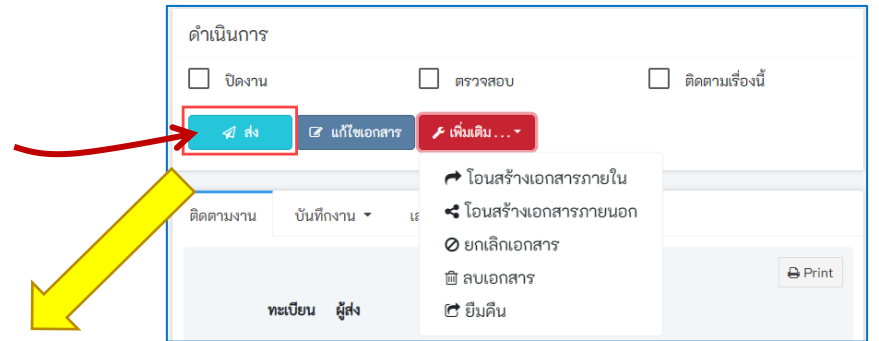 ดำเนินการ
ปิดงาน ตรวจสอบ ติดตามเรื่องนี้
ส่ง แก้ไขเอกสาร เพิ่มเติม...
โอนสร้างเอกสารภายใน
ติดตามงาน บันทึกงาน โอนสร้างเอกสารภายนอก
ยกเลิกเอกสาร
ลบเอกสาร Print
ทะเบียน ผู้ส่ง ยืมคืน